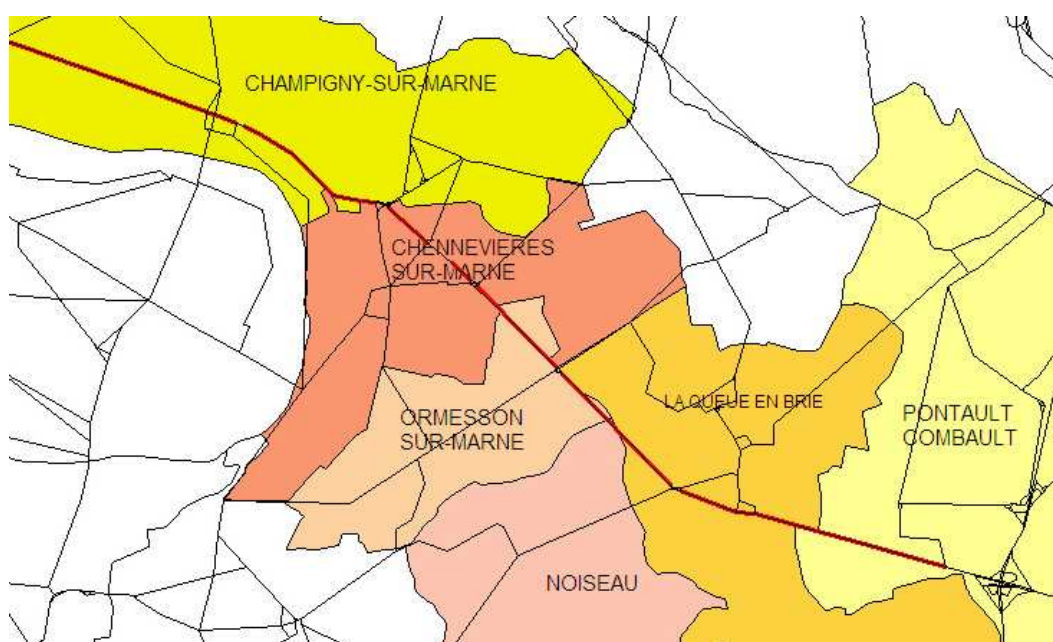 CHAMPIGNY-SUR-MARNE
CHENNEVIERES
SUR-MARNE
LA QUEUE EN BRIE
ORMESSON
SUR-MARNE
PONTAULT
COMBAULT
NOISEAU